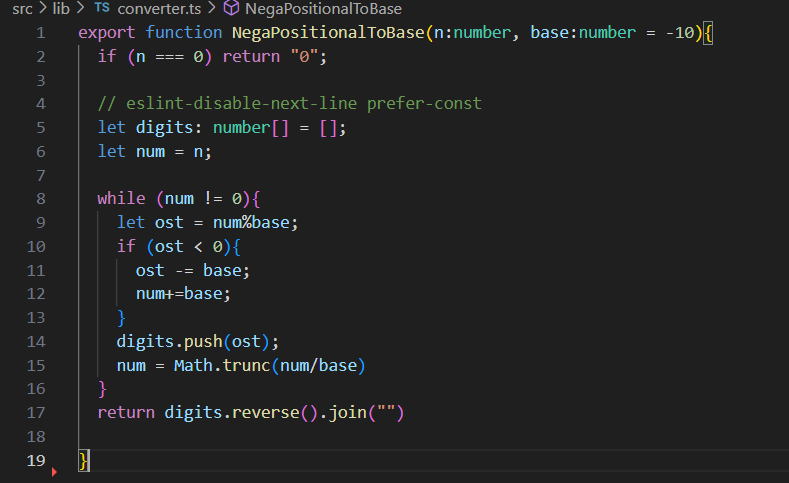 src > lib > TS converter.ts > NegaPositionalToBase
1 export function NegaPositionalToBase(n:number, base:number = -10){
2 if (n === 0) return "0";
3
4 // eslint-disable-next-line prefer-const
5 let digits: number[] = [];
6 let num = n;
7
8 while (num != 0){
9 let ost = num%base;
10 if (ost < 0){
11 ost -= base;
12 num+=base;
13 }
14 digits.push(ost);
15 num = Math.trunc(num/base)
16 }
17 return digits.reverse().join("")
18
19 }